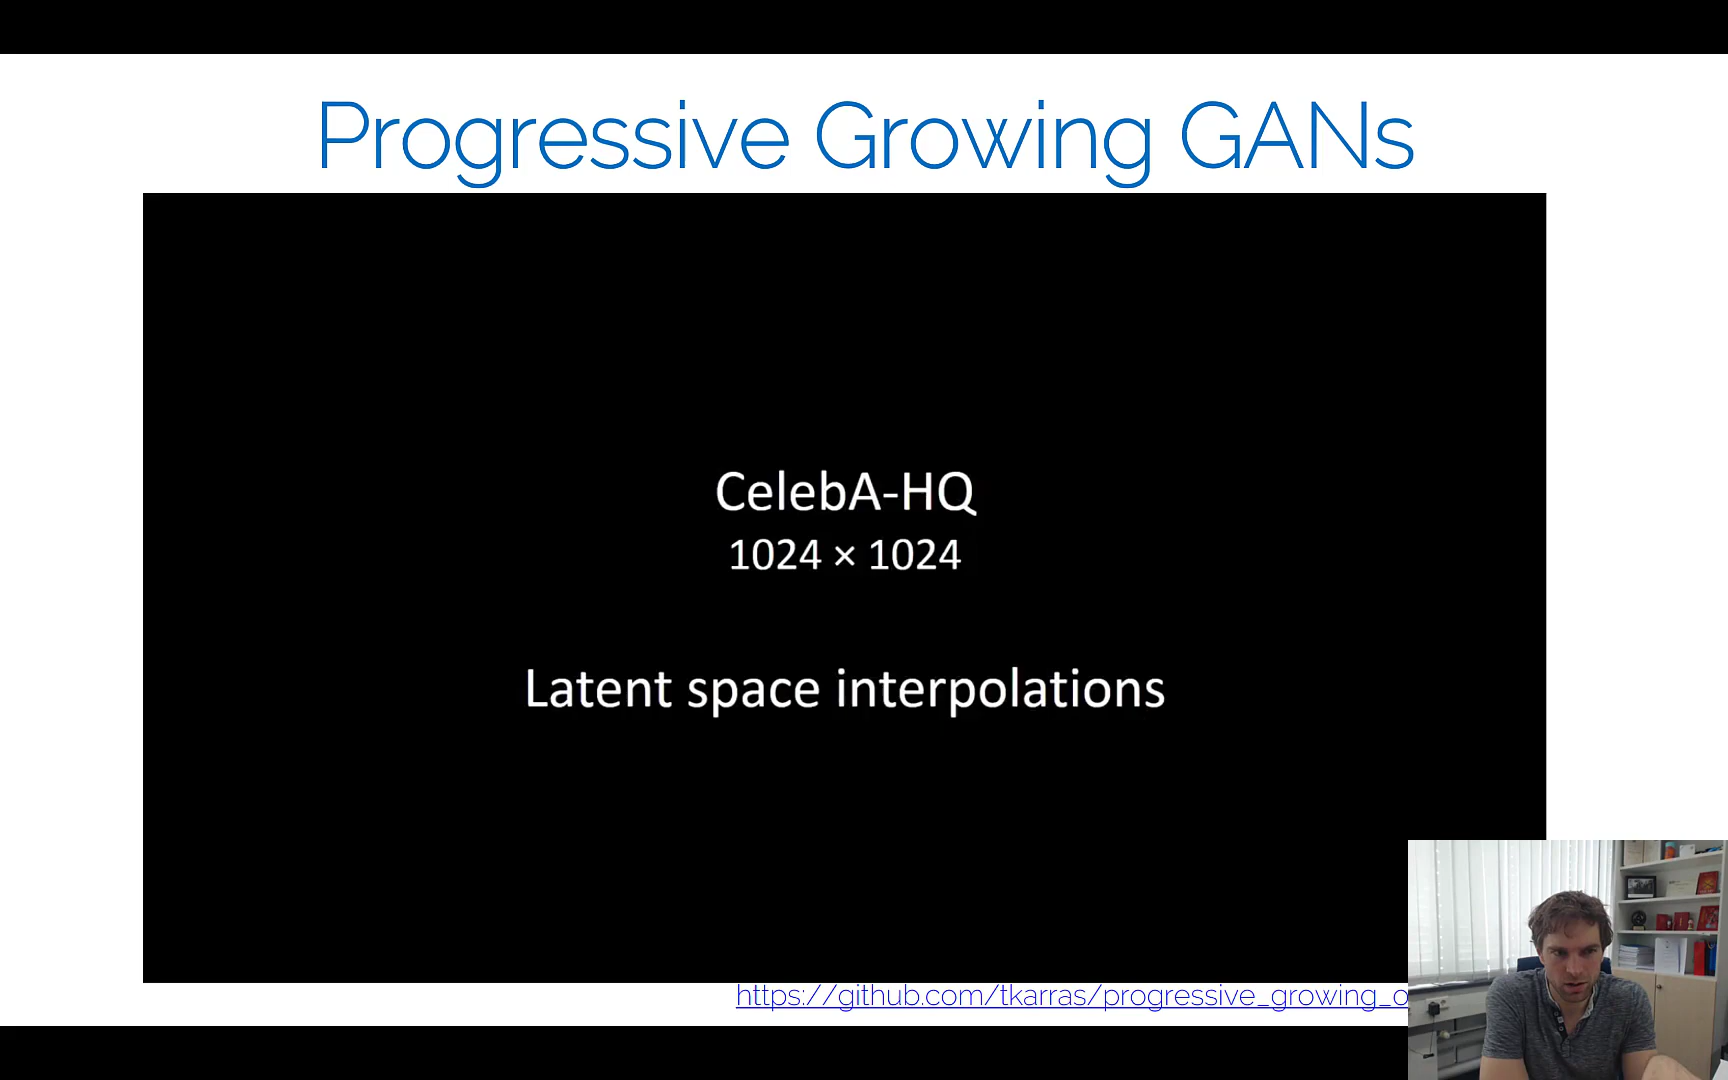 Progressive Growing GANs
CelebA-HQ
1024 × 1024
Latent space interpolations
https://github.com/tkarras/progressive_growing_o